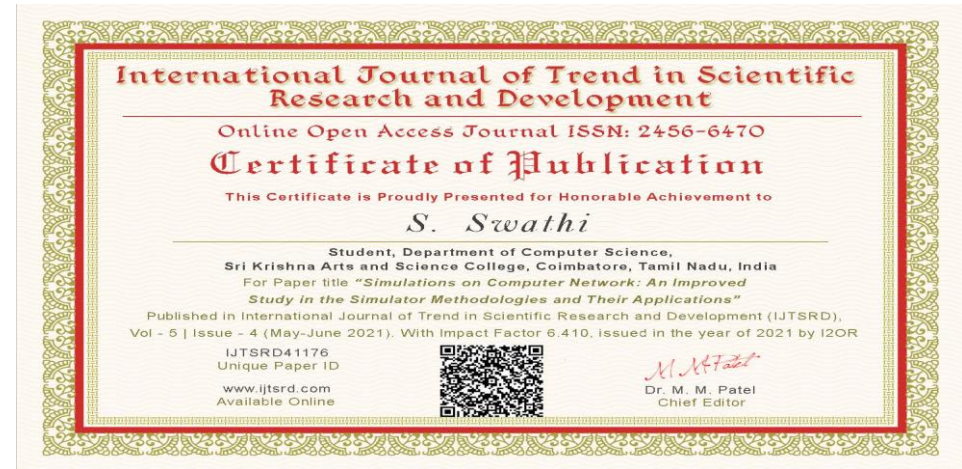 International Journal of Trend in Scientific
Research and Development
Online Open Access Journal ISSN: 2456-6470
Certificate of Publication
This Certificate is Proudly Presented for Honorable Achievement to
S. Swathi
Student, Department of Computer Science,
Sri Krishna Arts and Science College, Coimbatore, Tamil Nadu, India
For Paper title "Simulations on Computer Network: An Improved
Study in the Simulator Methodologies and Their Applications"
Published in International Journal of Trend in Scientific Research and Development (IJTSRD),
Vol - 5 | Issue - 4 (May-June 2021). With Impact Factor 6.410, issued in the year of 2021 by I2OR
IJTSRD41176
Unique Paper ID
www.ijtsrd.com
Available Online
M. M. Patel
Dr. M. M. Patel
Chief Editor